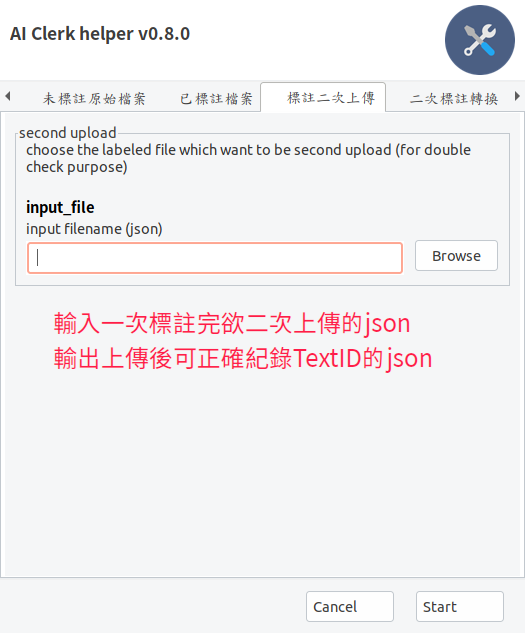 AI Clerk helper v0.8.0
未標註原始檔案
已標註檔案
標註二次上傳
二次標註轉換
second upload
choose the labeled file which want to be second upload (for double
check purpose)
input_file
input filename (json)
Browse
輸入一次標註完欲二次上傳的json
輸出上傳後可正確紀錄TextID的json
Cancel
Start